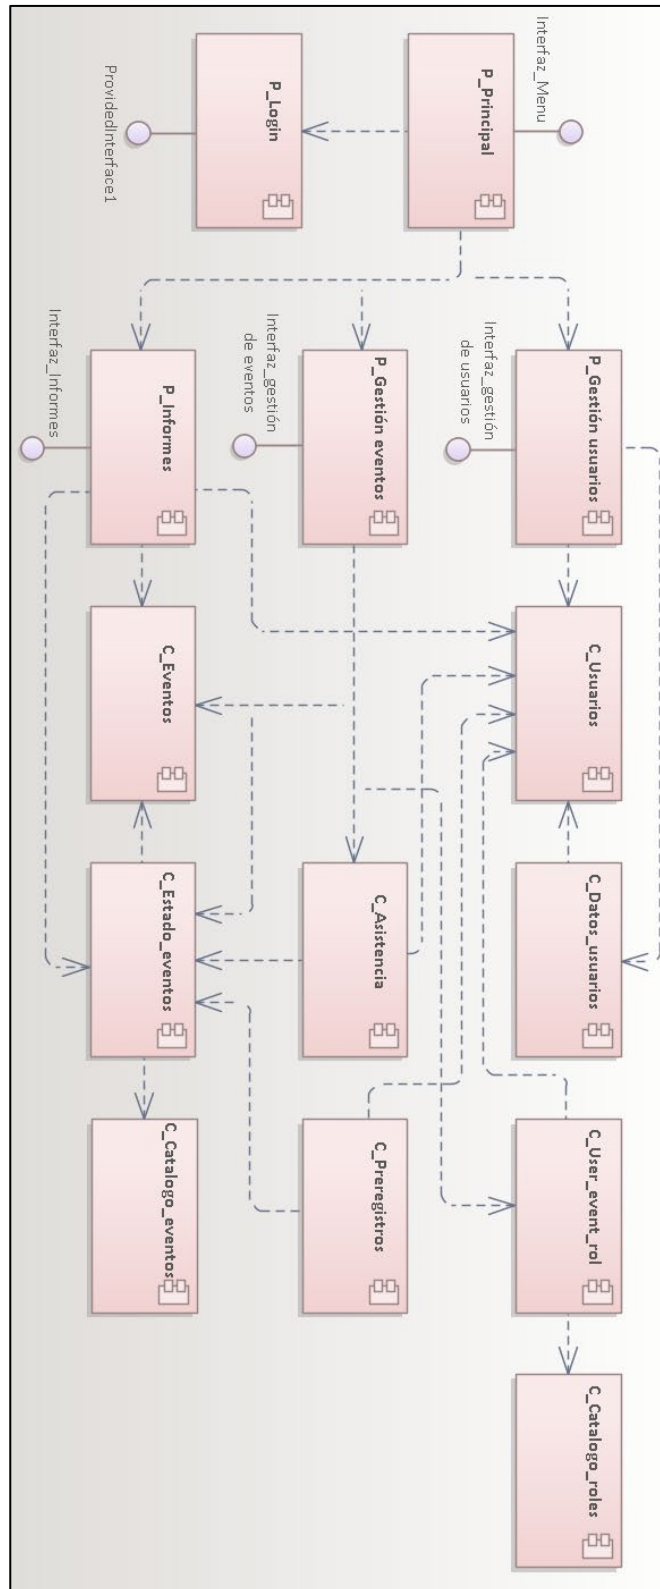 Interfaz_Menu
P_Principal
P_Login
ProvidedInterface1
P_Gestión usuarios
Interfaz_gestión
de usuarios
P_Gestión eventos
Interfaz_gestión
de eventos
P_Informes
Interfaz_Informes
C_Usuarios
C_Eventos
C_Datos_usuarios
C_Asistencia
C_Estado_eventos
C_User_event_rol
C_Preregistros
C_Catalogo_eventos
C_Catalogo_roles